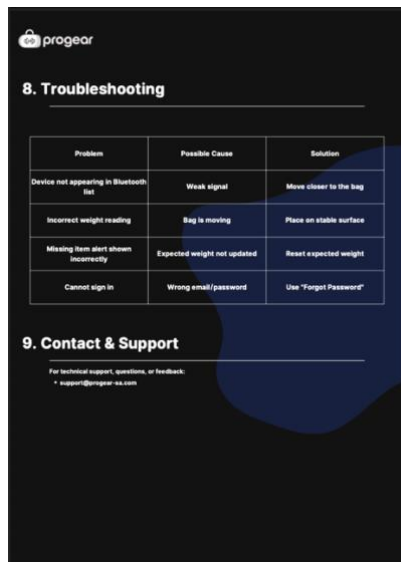 progear
8. Troubleshooting
Problem Possible Cause Solution
Device not appearing in Bluetooth
list
Weak signal Move closer to the bag
Incorrect weight reading Bag is moving Place on stable surface
Missing item alert shown
incorrectly
Expected weight not updated Reset expected weight
Cannot sign in Wrong email/password Use "Forgot Password"
9. Contact & Support
For technical support, questions, or feedback:
• support@progear-sa.com